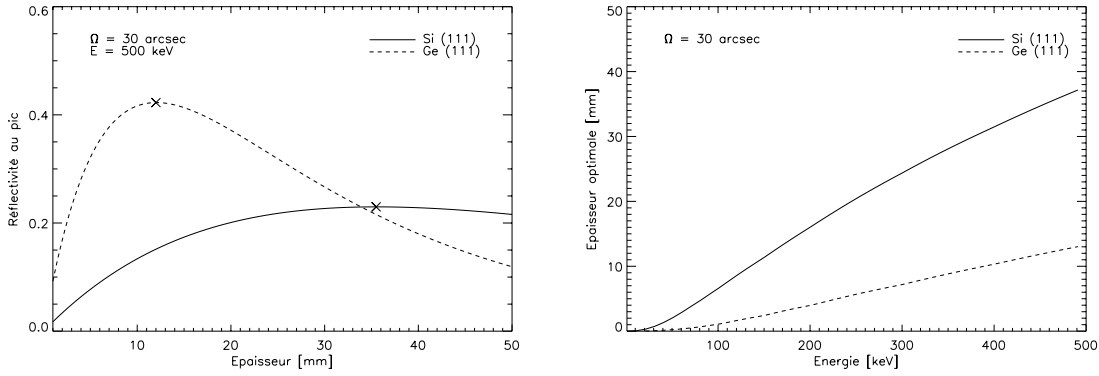 0.6
0.4
0.2
0.0
Réflectivité au pic
Ω = 30 arcsec
E = 500 keV
Si (111)
Ge (111)
10
20
30
40
50
Epaisseur [mm]
50
40
30
20
10
0
Epaisseur optimale [mm]
Ω = 30 arcsec
Si (111)
Ge (111)
100
200
300
400
500
Energie [keV]